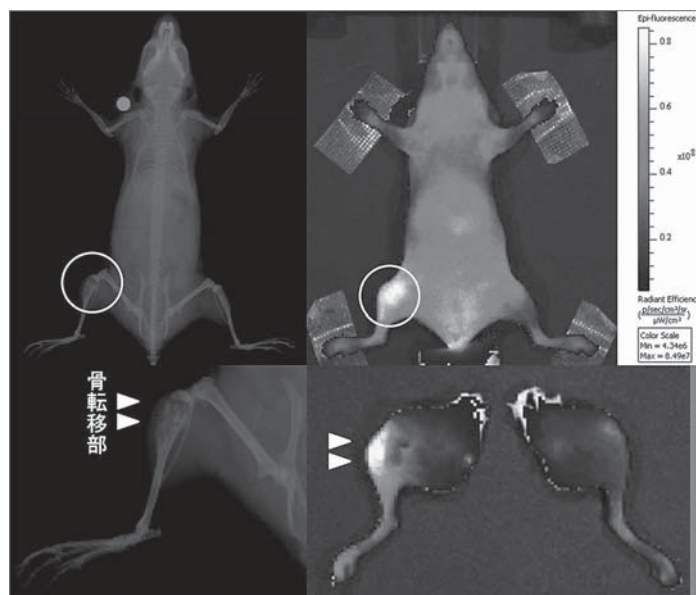 Epi-fluorescence
0.8
0.6
x10⁸
0.4
0.2
Radiant Efficiency
(p/sec/cm²/sr
μW/cm²)
Color Scale
Min = 4.34e6
Max = 8.49e7
骨転移部